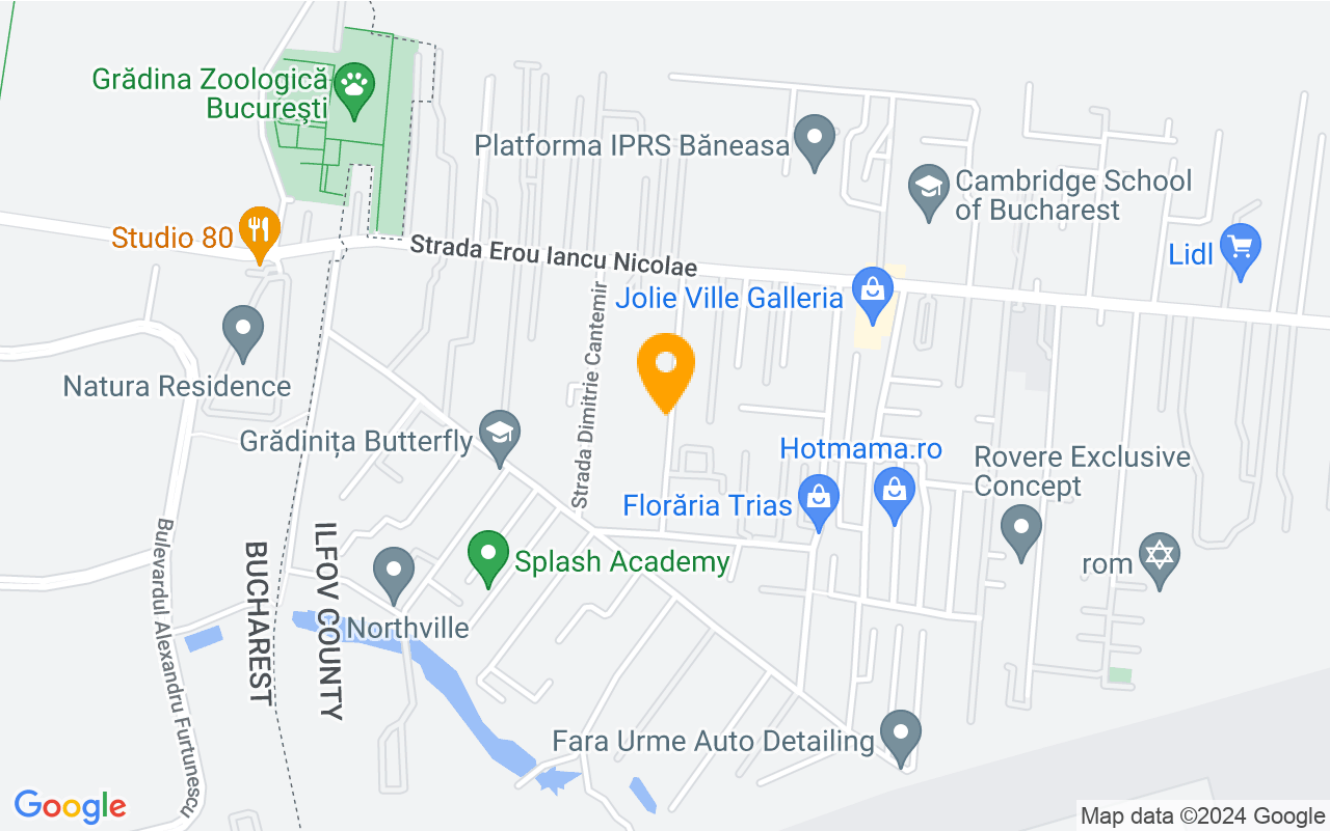 Grădina Zoologică
București
Platforma IPRS Băneasa
Cambridge School
of Bucharest
Studio 80
Strada Erou Iancu Nicolae
Lidl
Jolie Ville Galleria
Strada Dimitrie Cantemir
Natura Residence
Grădinița Butterfly
Hotmama.ro
Rovere Exclusive
Concept
Florăria Trias
Splash Academy
rom
Bulevardul Alexandru Furtunescu
BUCHAREST
ILFOV COUNTY
Northville
Fara Urme Auto Detailing
Google
Map data ©2024 Google